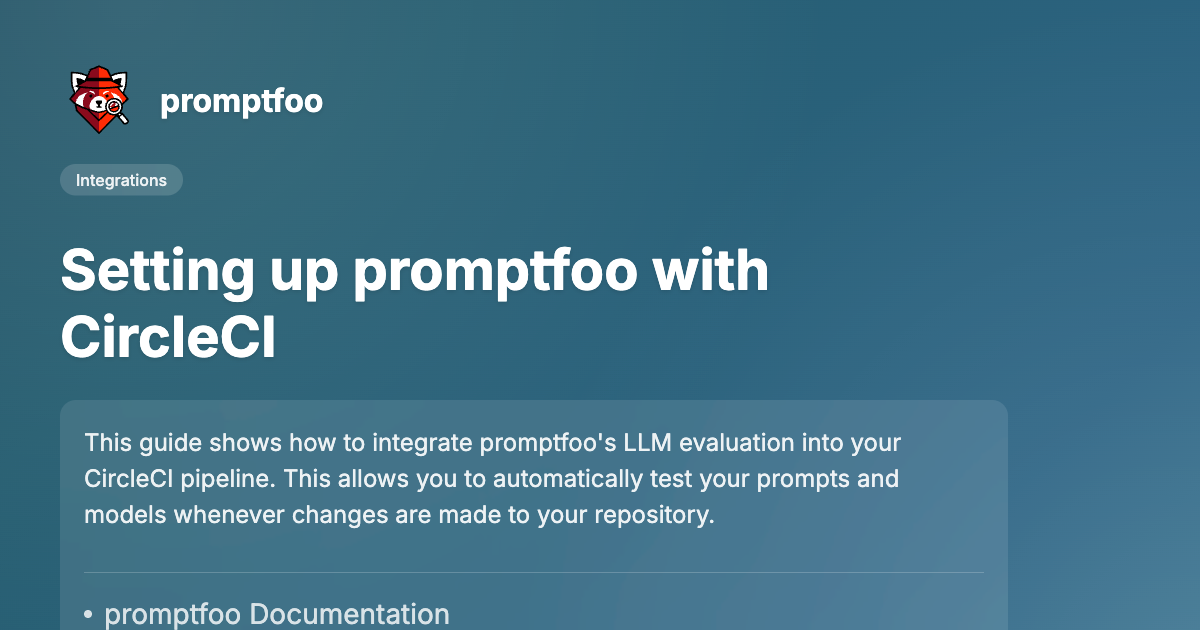 promptfoo
Integrations
Setting up promptfoo with
CircleCI
This guide shows how to integrate promptfoo's LLM evaluation into your
CircleCI pipeline. This allows you to automatically test your prompts and
models whenever changes are made to your repository.
• promptfoo Documentation